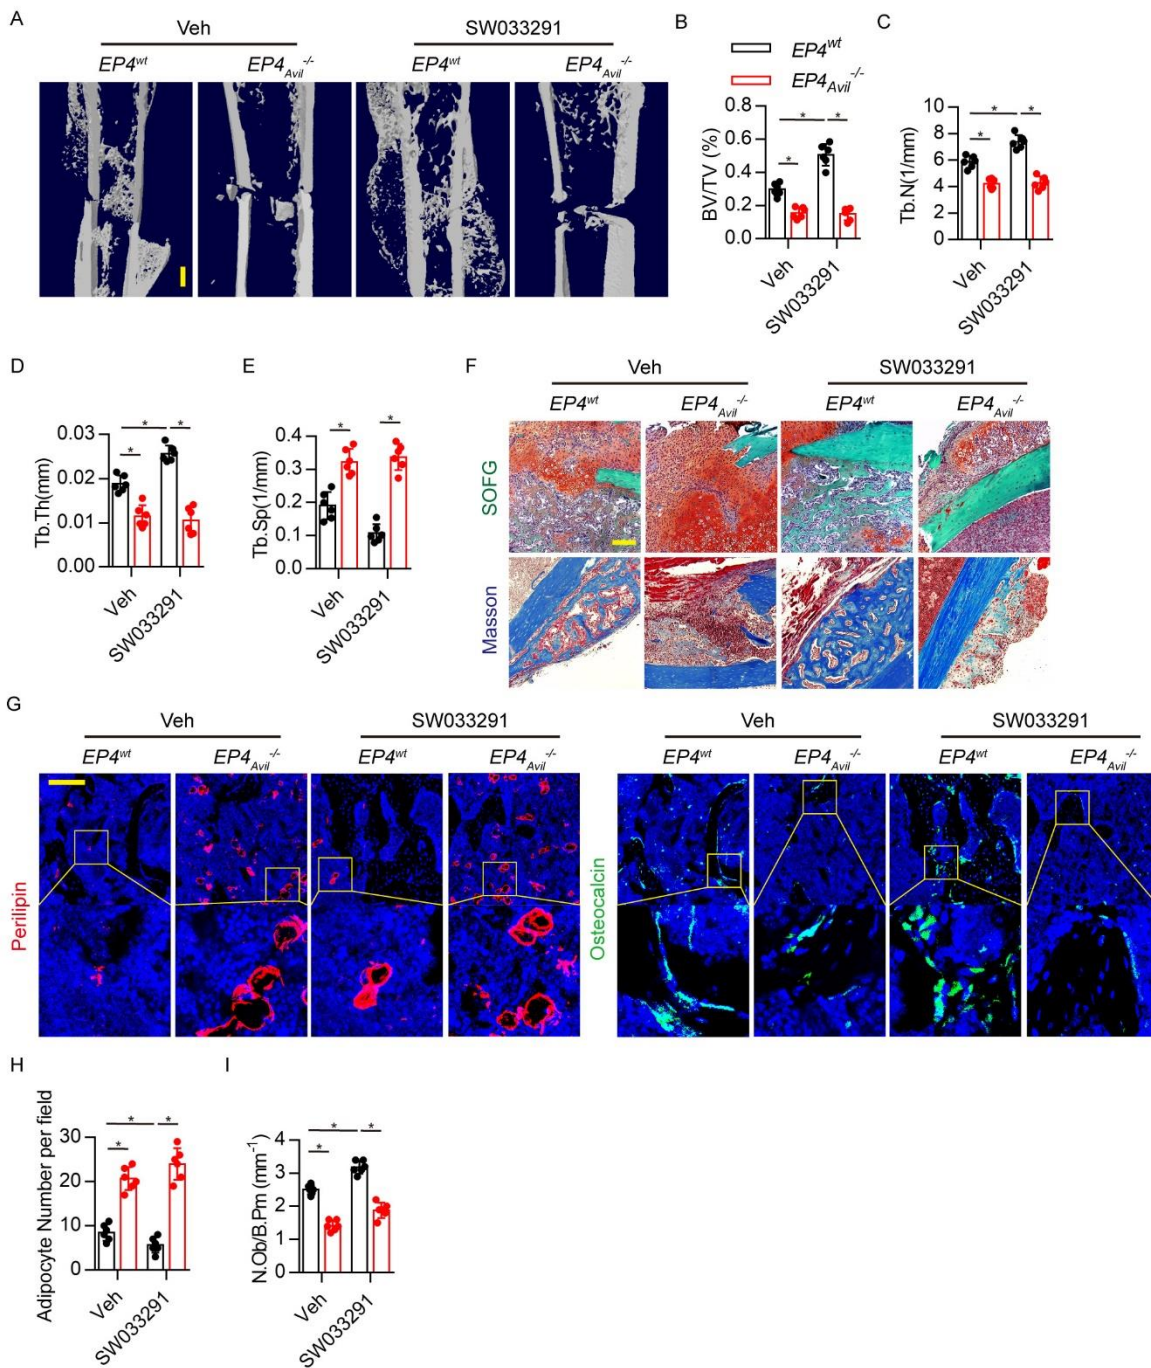 A
Veh
SW033291
EP4wt
EP4Avil-/-
EP4wt
EP4Avil-/-
B
EP4wt
EP4Avil-/-
BV/TV (%)
0.8
0.6
0.4
0.2
0.0
*
*
*
Veh
SW033291
C
Tb.N(1/mm)
10
8
6
4
2
0
*
*
*
Veh
SW033291
D
Tb.Th(mm)
0.03
0.02
0.01
0.00
*
*
*
Veh
SW033291
E
Tb.Sp(1/mm)
0.4
0.3
0.2
0.1
0.0
*
*
Veh
SW033291
F
Veh
SW033291
EP4wt
EP4Avil-/-
EP4wt
EP4Avil-/-
SOFG
Masson
G
Veh
SW033291
EP4wt
EP4Avil-/-
EP4wt
EP4Avil-/-
Perilipin
Veh
SW033291
EP4wt
EP4Avil-/-
EP4wt
EP4Avil-/-
Osteocalcin
H
Adipocyte Number per field
30
20
10
0
*
*
*
Veh
SW033291
I
N.Ob/B.Pm (mm-1)
4
3
2
1
0
*
*
*
Veh
SW033291